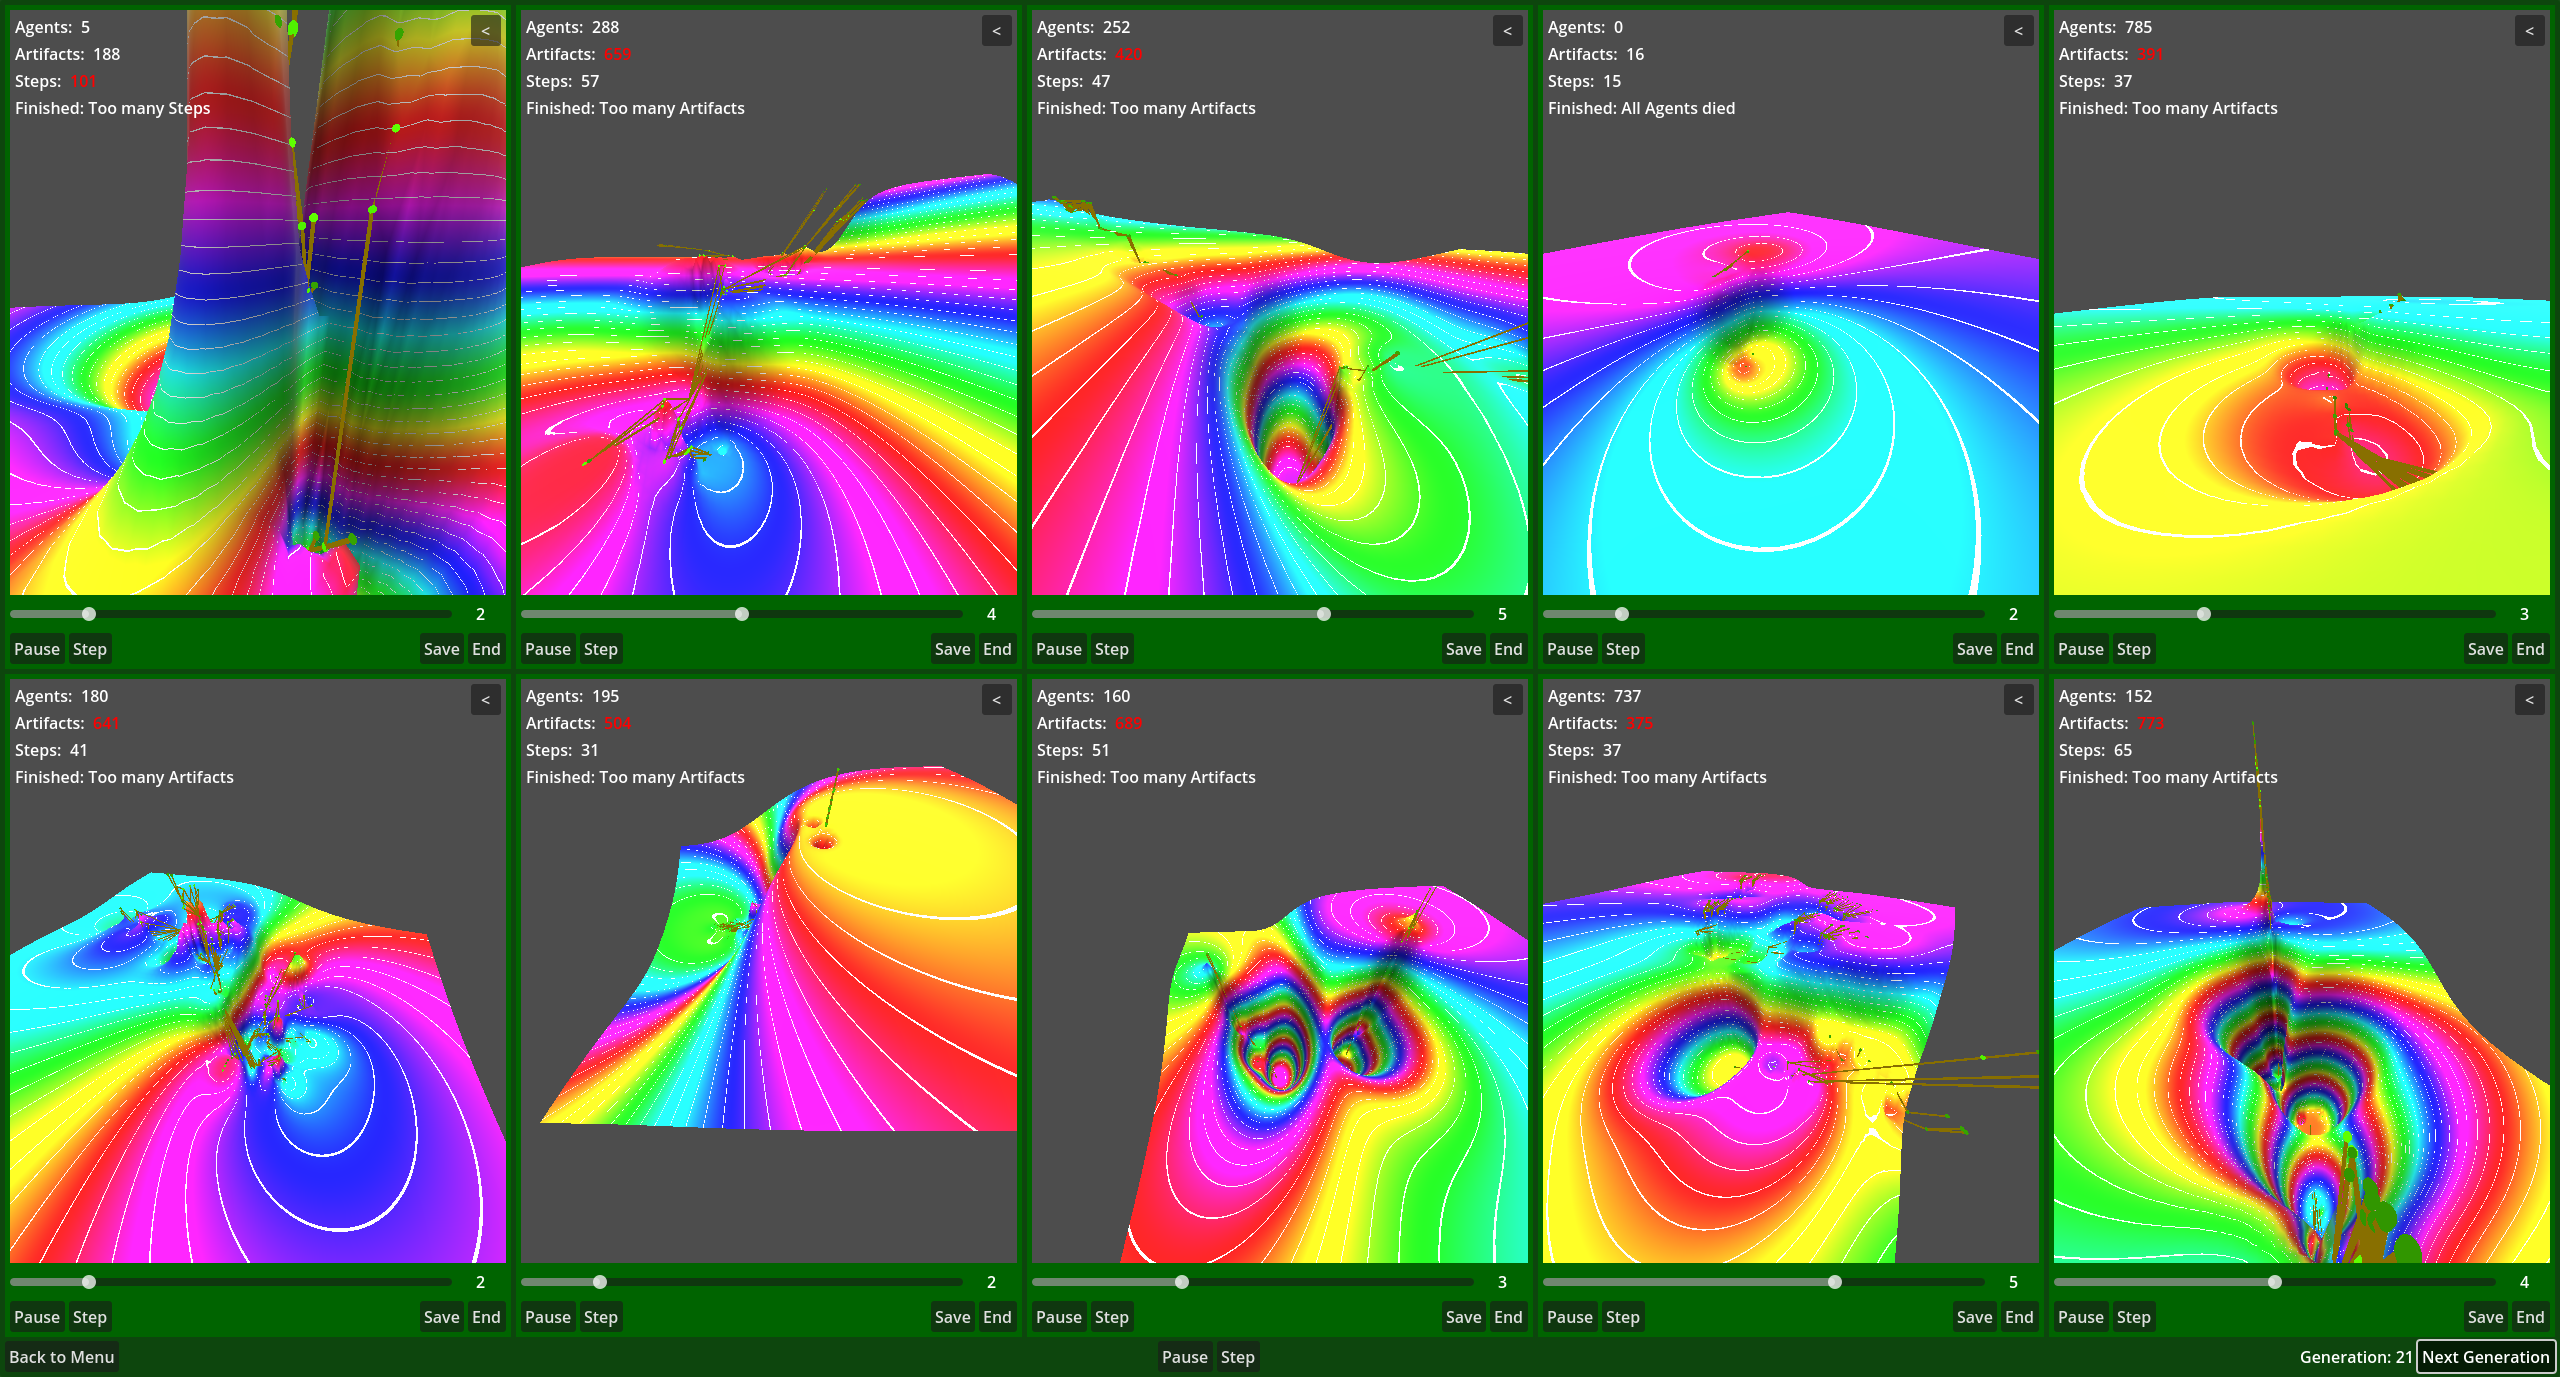 Agents: 5
Artifacts: 188
Steps: 101
Finished: Too many Steps
<
2
Pause Step Save End
Agents: 288
Artifacts: 659
Steps: 57
Finished: Too many Artifacts
<
4
Pause Step Save End
Agents: 252
Artifacts: 420
Steps: 47
Finished: Too many Artifacts
<
5
Pause Step Save End
Agents: 0
Artifacts: 16
Steps: 15
Finished: All Agents died
<
2
Pause Step Save End
Agents: 785
Artifacts: 391
Steps: 37
Finished: Too many Artifacts
<
3
Pause Step Save End
Agents: 180
Artifacts: 641
Steps: 41
Finished: Too many Artifacts
<
2
Pause Step Save End
Agents: 195
Artifacts: 504
Steps: 31
Finished: Too many Artifacts
<
2
Pause Step Save End
Agents: 160
Artifacts: 689
Steps: 51
Finished: Too many Artifacts
<
3
Pause Step Save End
Agents: 737
Artifacts: 375
Steps: 37
Finished: Too many Artifacts
<
5
Pause Step Save End
Agents: 152
Artifacts: 773
Steps: 65
Finished: Too many Artifacts
<
4
Pause Step Save End
Back to Menu Pause Step Generation: 21 Next Generation